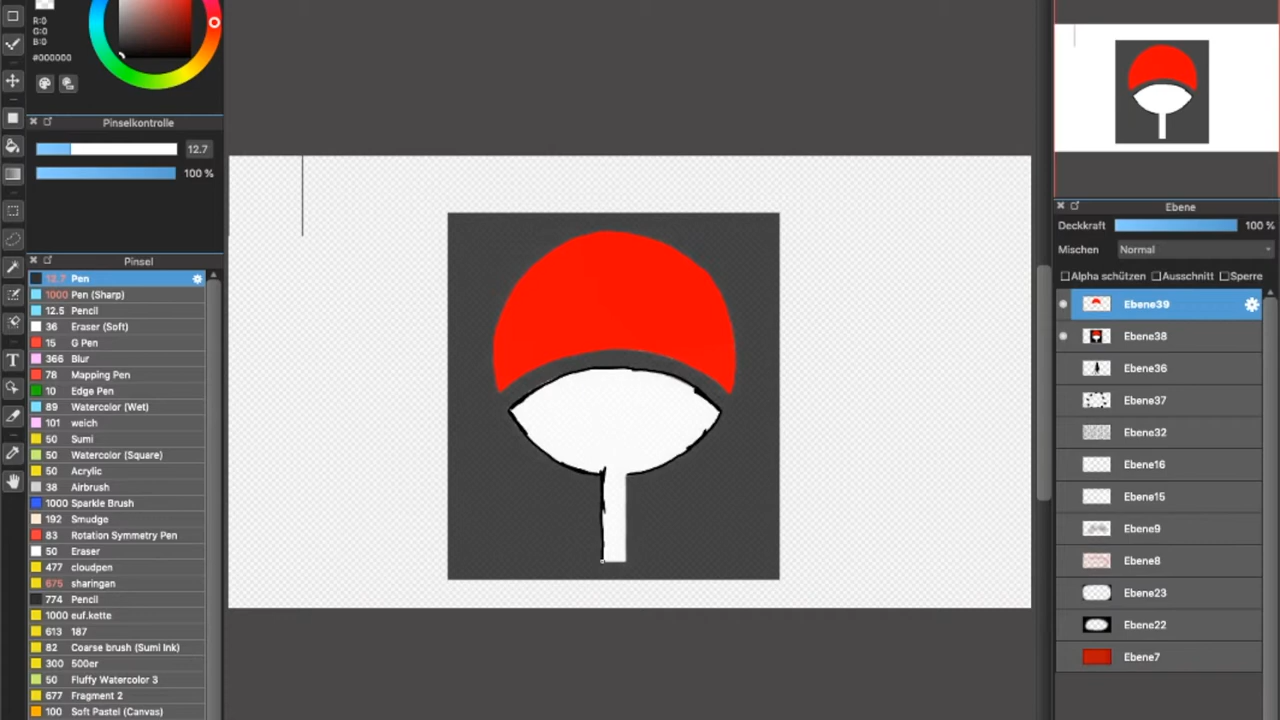 R:0
G:0
B:0
#000000
Pinselkontrolle
12.7
100 %
Pinsel
12.7 Pen
1000 Pen (Sharp)
12.5 Pencil
36 Eraser (Soft)
15 G Pen
366 Blur
78 Mapping Pen
10 Edge Pen
89 Watercolor (Wet)
101 weich
50 Sumi
50 Watercolor (Square)
50 Acrylic
38 Airbrush
1000 Sparkle Brush
192 Smudge
83 Rotation Symmetry Pen
50 Eraser
477 cloudpen
675 sharingan
774 Pencil
1000 euf.kette
613 187
82 Coarse brush (Sumi Ink)
300 500er
50 Fluffy Watercolor 3
677 Fragment 2
100 Soft Pastel (Canvas)
T
Ebene
Deckkraft 100 %
Mischen Normal
Alpha schützen Ausschnitt Sperre
Ebene39
Ebene38
Ebene36
Ebene37
Ebene32
Ebene16
Ebene15
Ebene9
Ebene8
Ebene23
Ebene22
Ebene7